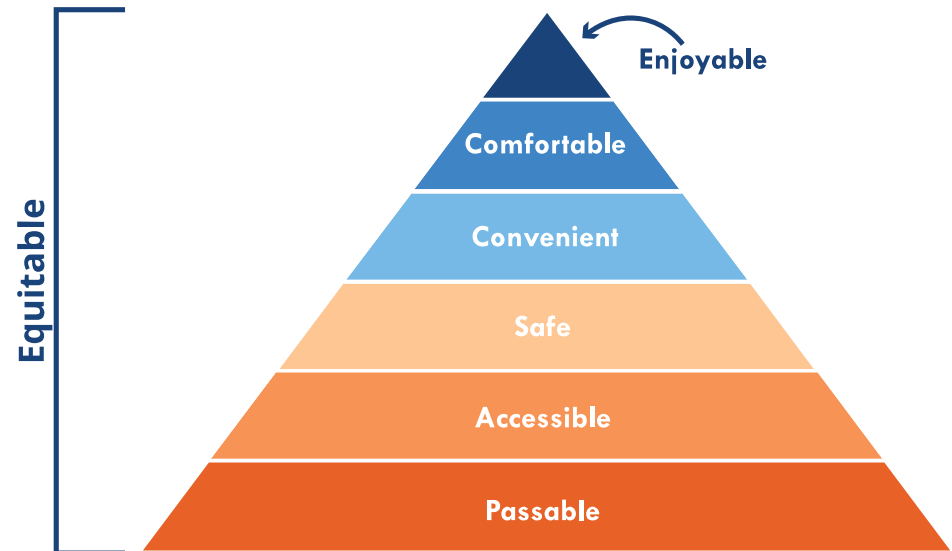 Enjoyable
Comfortable
Convenient
Safe
Accessible
Passable
Equitable